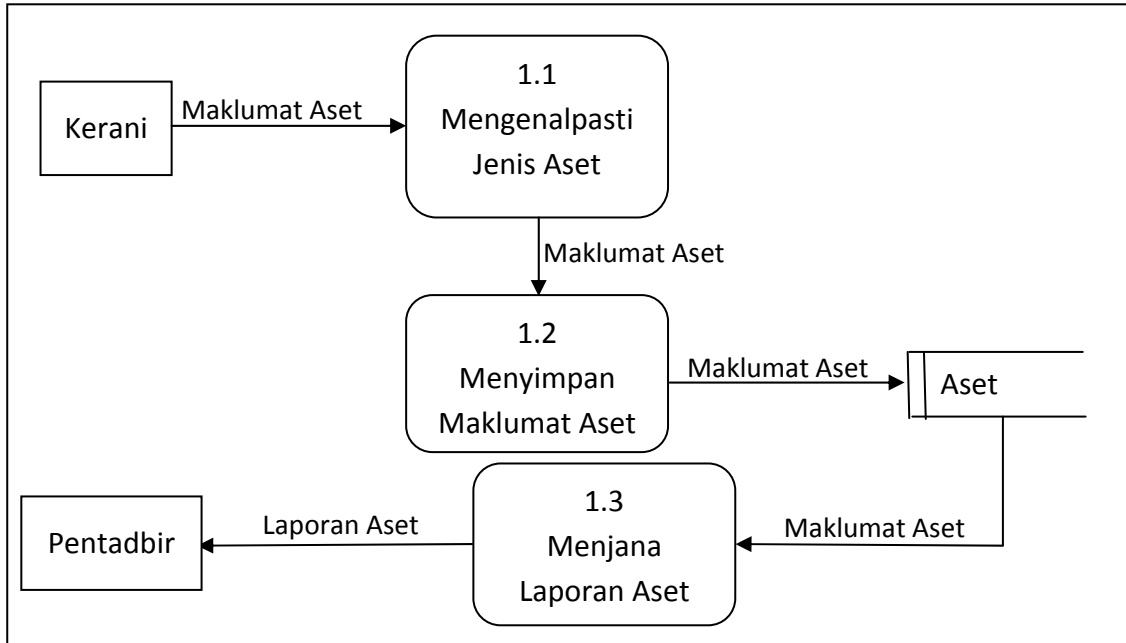 1.1
Mengenalpasti
Jenis Aset
Kerani
Maklumat Aset
Maklumat Aset
1.2
Menyimpan
Maklumat Aset
Maklumat Aset
Aset
1.3
Menjana
Laporan Aset
Maklumat Aset
Laporan Aset
Pentadbir